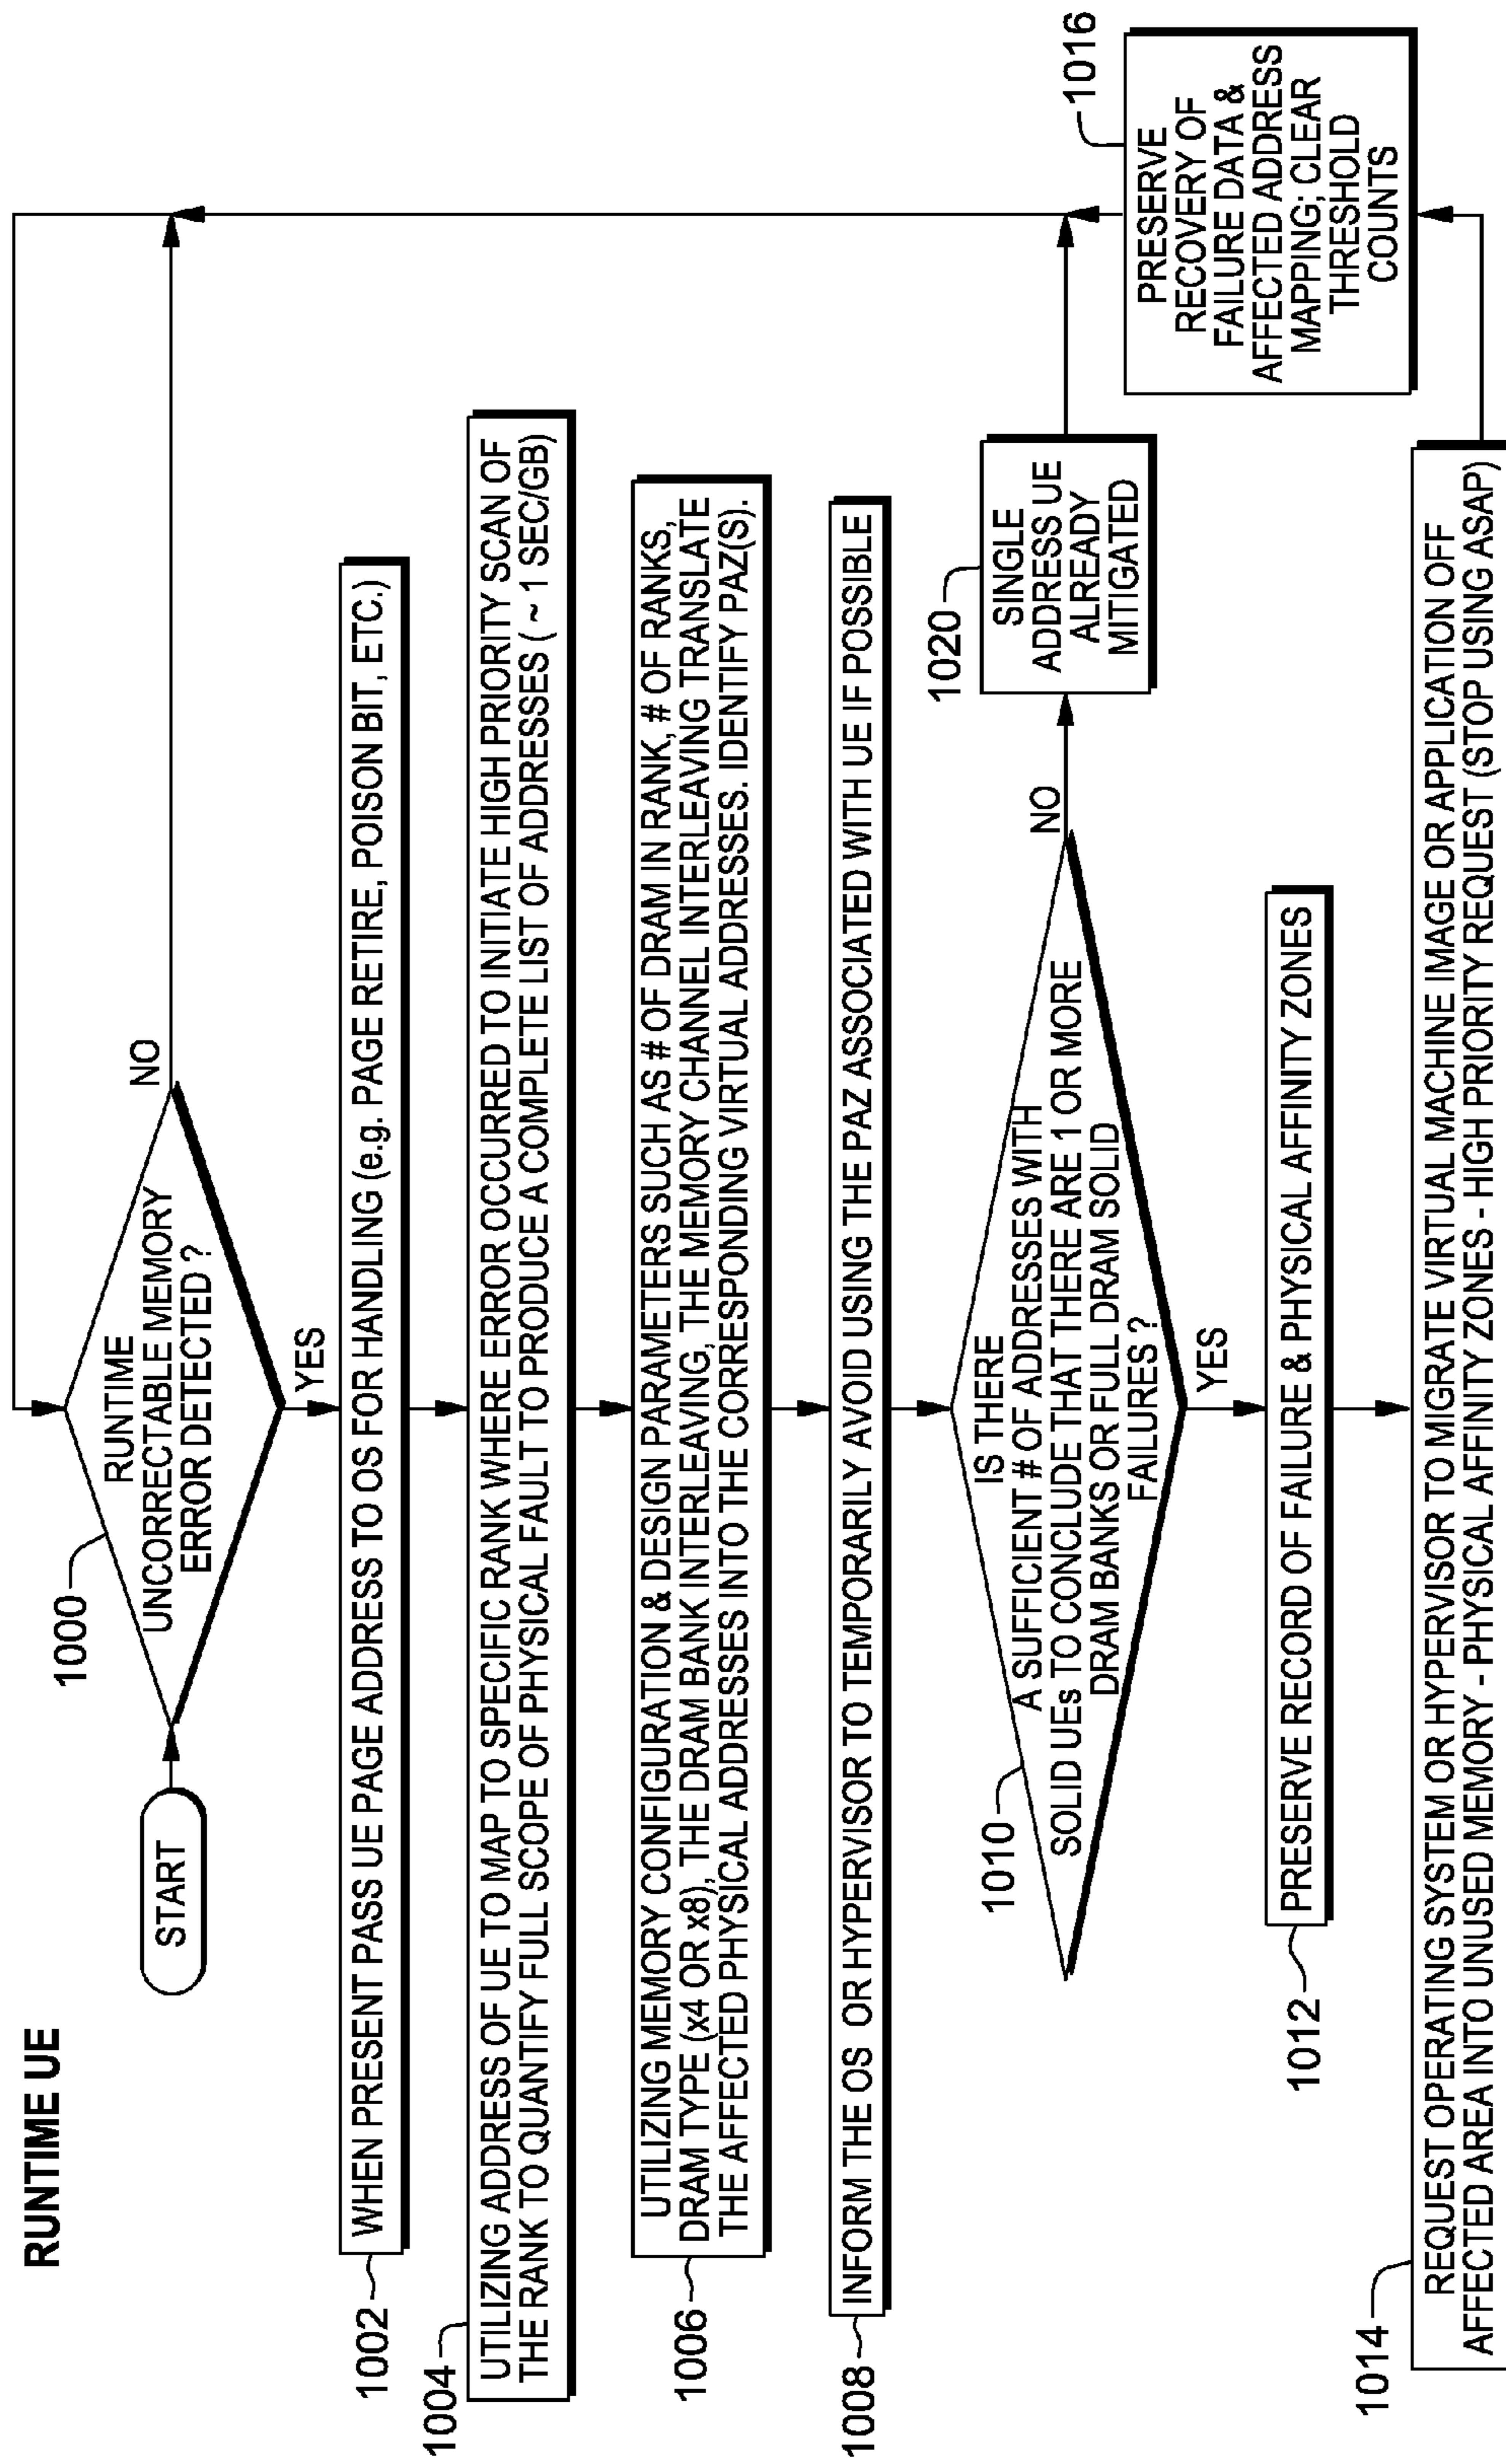 RUNTIME UE
START
1000
RUNTIME
UNCORRECTABLE MEMORY
ERROR DETECTED ?
NO
YES
1002
WHEN PRESENT PASS UE PAGE ADDRESS TO OS FOR HANDLING (e.g. PAGE RETIRE, POISON BIT, ETC.)
1004
UTILIZING ADDRESS OF UE TO MAP TO SPECIFIC RANK WHERE ERROR OCCURRED TO INITIATE HIGH PRIORITY SCAN OF
THE RANK TO QUANTIFY FULL SCOPE OF PHYSICAL FAULT TO PRODUCE A COMPLETE LIST OF ADDRESSES ( ~ 1 SEC/GB)
1006
UTILIZING MEMORY CONFIGURATION & DESIGN PARAMETERS SUCH AS # OF DRAM IN RANK, # OF RANKS,
DRAM TYPE (x4 OR x8), THE DRAM BANK INTERLEAVING, THE MEMORY CHANNEL INTERLEAVING TRANSLATE
THE AFFECTED PHYSICAL ADDRESSES INTO THE CORRESPONDING VIRTUAL ADDRESSES. IDENTIFY PAZ(S).
1008
INFORM THE OS OR HYPERVISOR TO TEMPORARILY AVOID USING THE PAZ ASSOCIATED WITH UE IF POSSIBLE
1010
IS THERE
A SUFFICIENT # OF ADDRESSES WITH
SOLID UEs TO CONCLUDE THAT THERE ARE 1 OR MORE
DRAM BANKS OR FULL DRAM SOLID
FAILURES ?
NO
YES
1020
SINGLE
ADDRESS UE
ALREADY
MITIGATED
1012
PRESERVE RECORD OF FAILURE & PHYSICAL AFFINITY ZONES
1014
REQUEST OPERATING SYSTEM OR HYPERVISOR TO MIGRATE VIRTUAL MACHINE IMAGE OR APPLICATION OFF
AFFECTED AREA INTO UNUSED MEMORY - PHYSICAL AFFINITY ZONES - HIGH PRIORITY REQUEST (STOP USING ASAP)
1016
PRESERVE
RECOVERY OF
FAILURE DATA &
AFFECTED ADDRESS
MAPPING; CLEAR
THRESHOLD
COUNTS